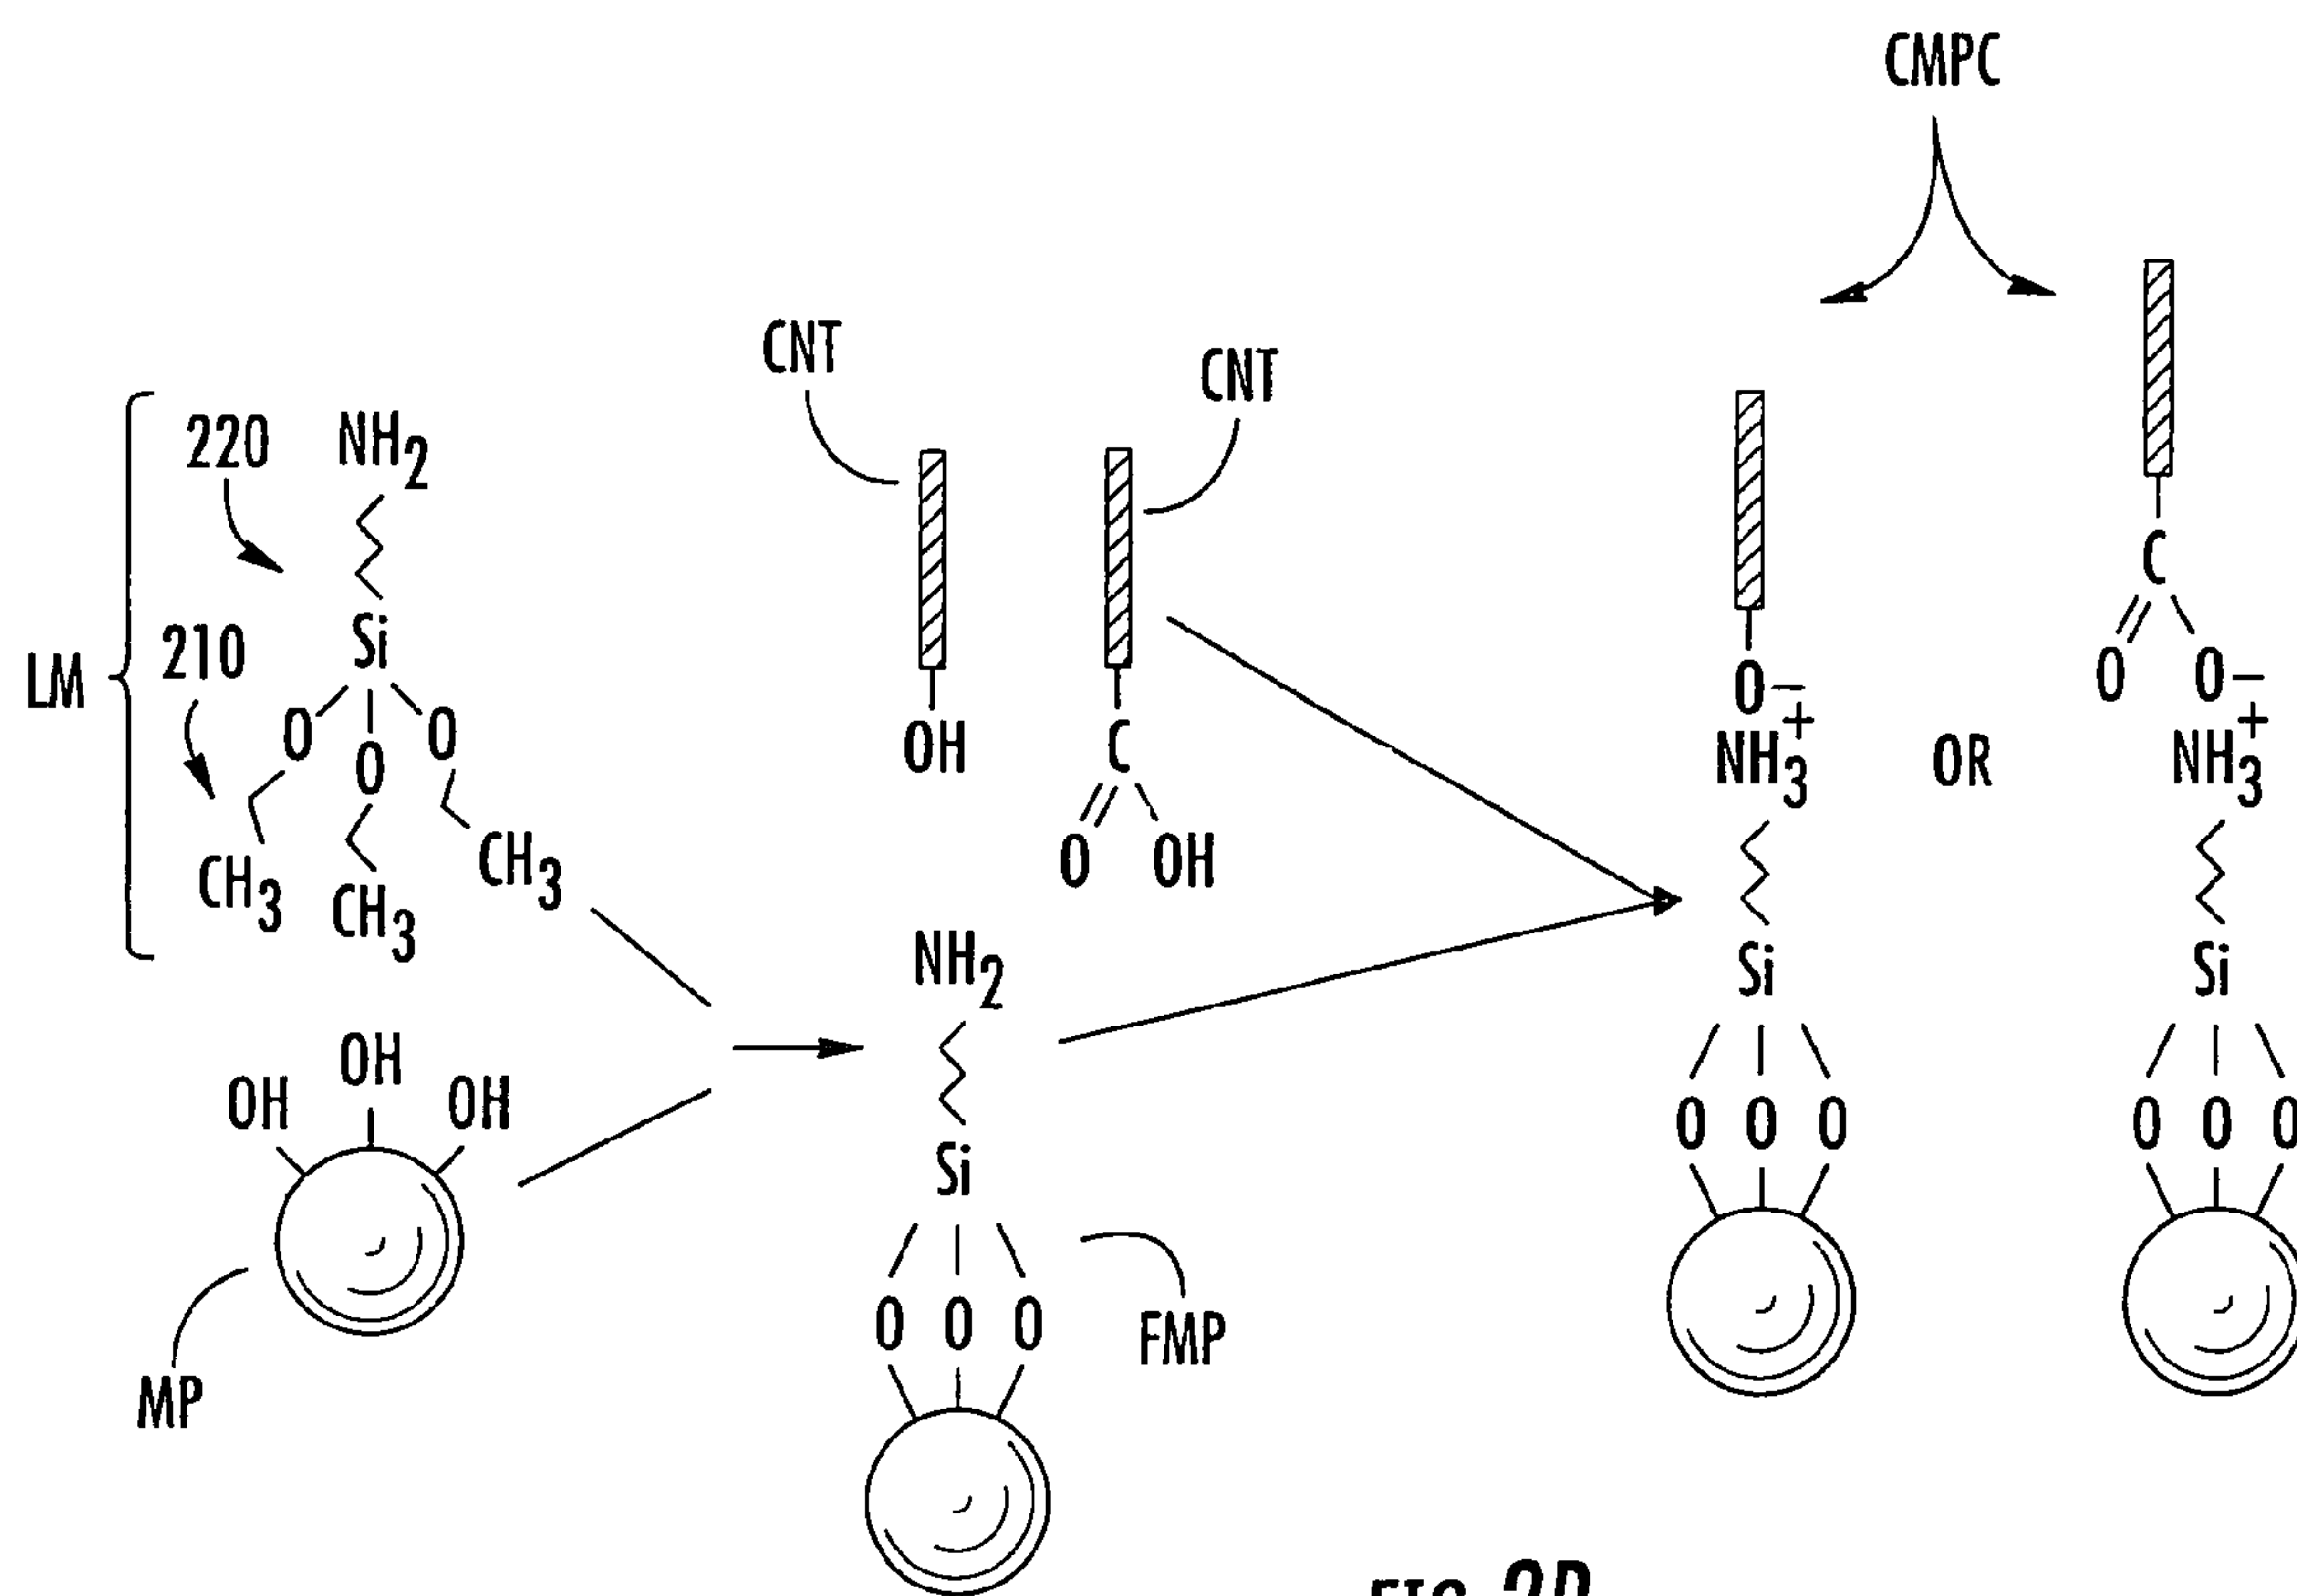 CMPC
CNT
CNT
220
NH2
210
Si
LM
O
O
O
CH3
CH3
CH3
OH
C
O
OH
O−
+
NH3
OR
C
O
O−
+
NH3
NH2
Si
Si
Si
OH
OH
OH
O O O
O O O
O O O
MP
FMP